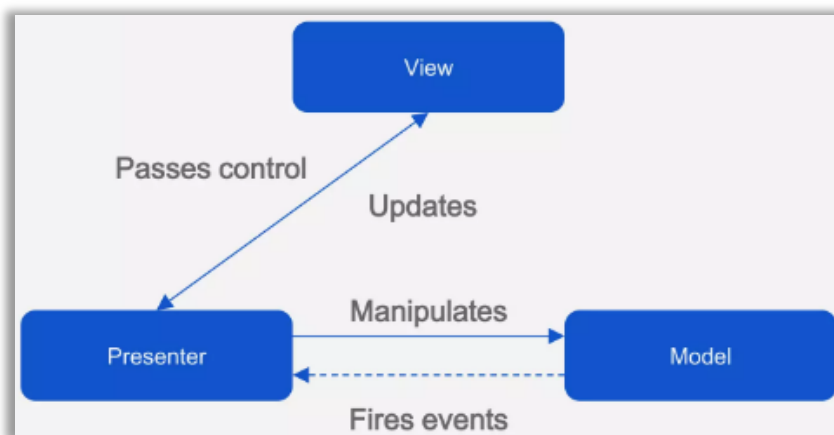 View
Passes control
Updates
Manipulates
Presenter
Model
Fires events